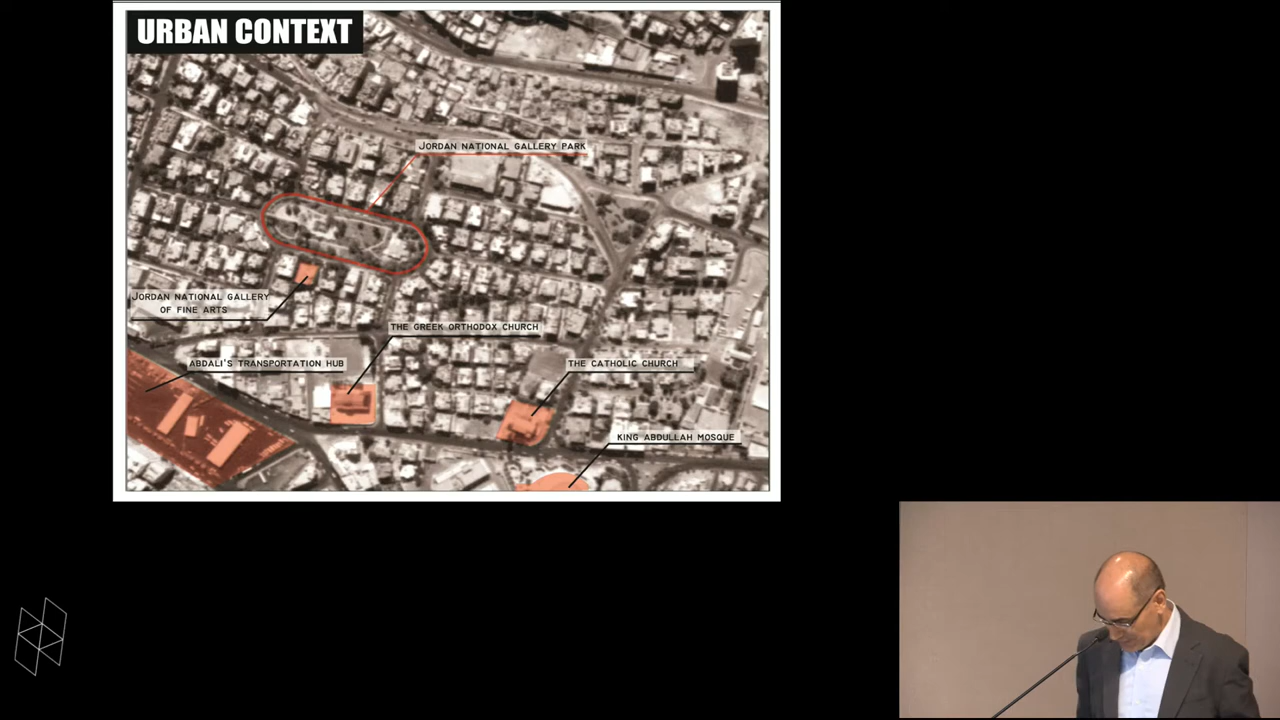 URBAN CONTEXT
JORDAN NATIONAL GALLERY PARK
JORDAN NATIONAL GALLERY
OF FINE ARTS
THE GREEK ORTHODOX CHURCH
ABDALI'S TRANSPORTATION HUB
THE CATHOLIC CHURCH
KING ABDULLAH MOSQUE